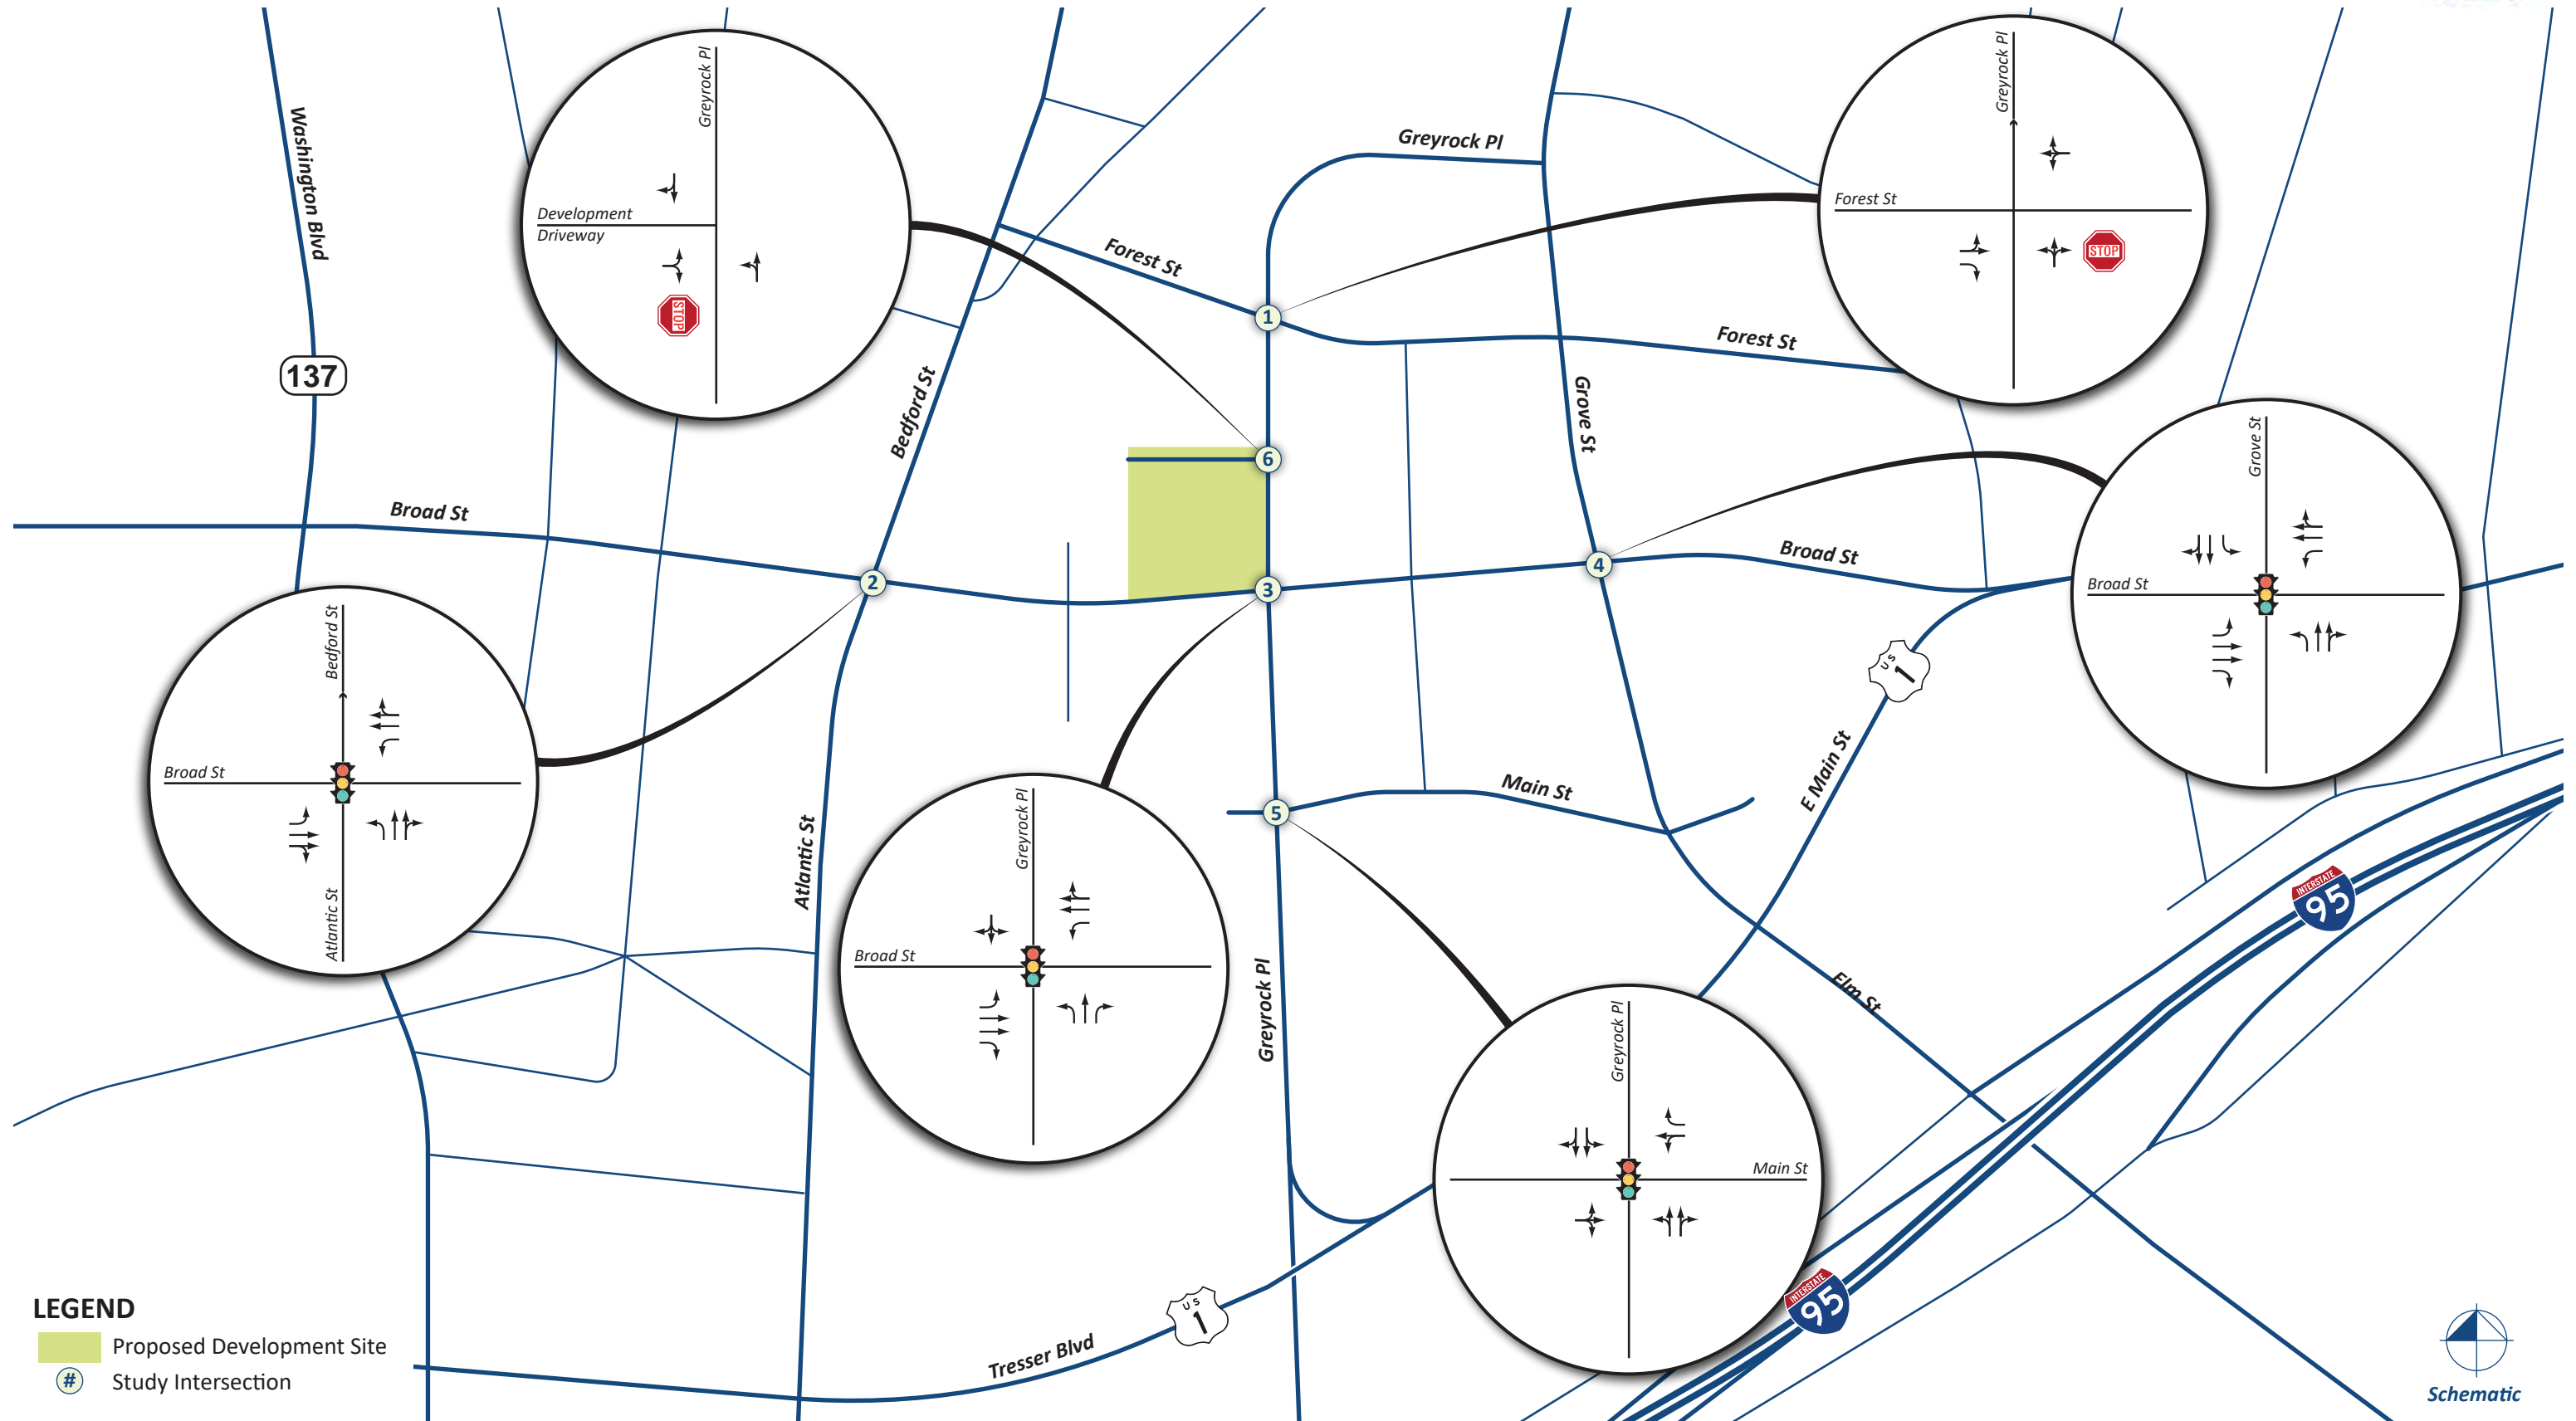 Greyrock Pl
Development
Driveway
STOP
Greyrock Pl
Forest St
STOP
Washington Blvd
137
Greyrock Pl
Forest St
Forest St
1
Bedford St
Grove St
6
Broad St
2
3
4
Broad St
Grove St
Broad St
Bedford St
Broad St
Atlantic St
US
1
E Main St
5
Main St
Atlantic St
Greyrock Pl
Broad St
Greyrock Pl
Elm St
INTERSTATE
95
Greyrock Pl
Main St
INTERSTATE
95
US
1
Tresser Blvd
LEGEND
Proposed Development Site
# Study Intersection
Schematic